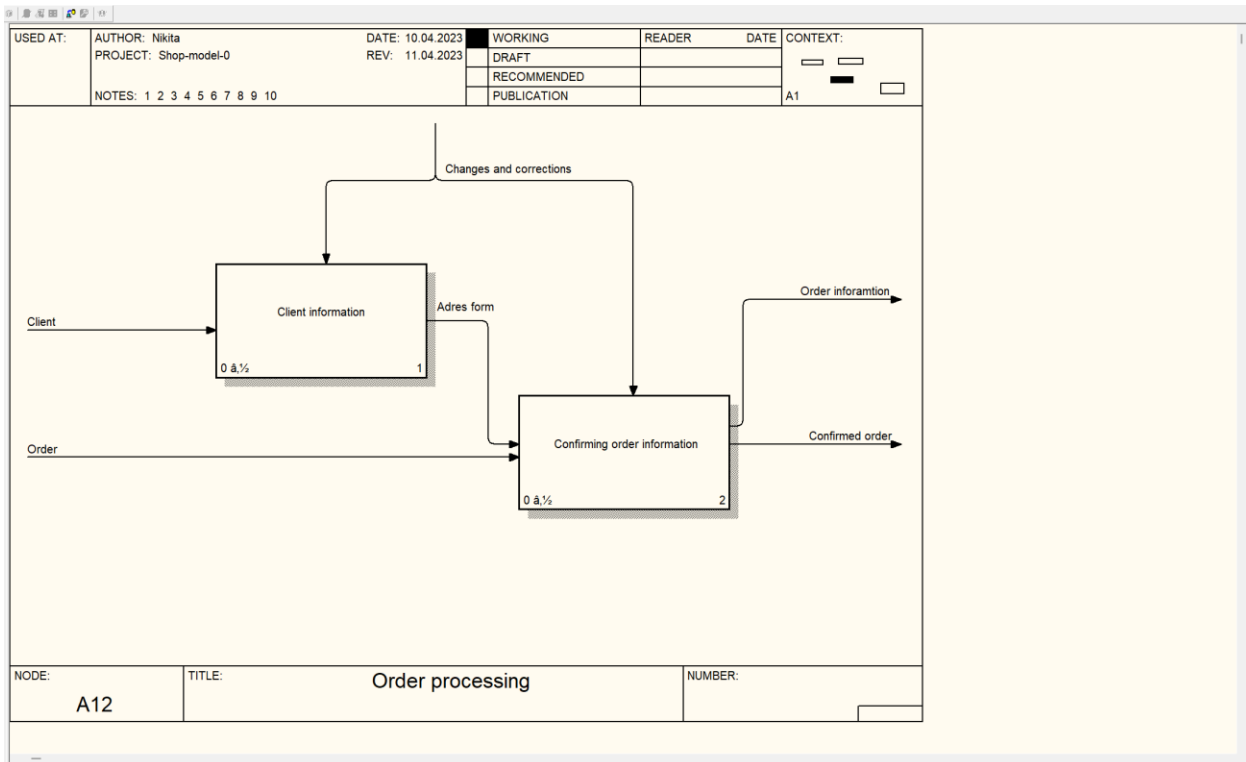 USED AT:
AUTHOR: Nikita
DATE: 10.04.2023
WORKING
READER
DATE
CONTEXT:
PROJECT: Shop-model-0
REV: 11.04.2023
DRAFT
RECOMMENDED
NOTES: 1 2 3 4 5 6 7 8 9 10
PUBLICATION
A1
Changes and corrections
Client
Client information
0 â‚½
1
Adres form
Order inforamtion
Order
Confirming order information
0 â‚½
2
Confirmed order
NODE:
A12
TITLE:
Order processing
NUMBER: